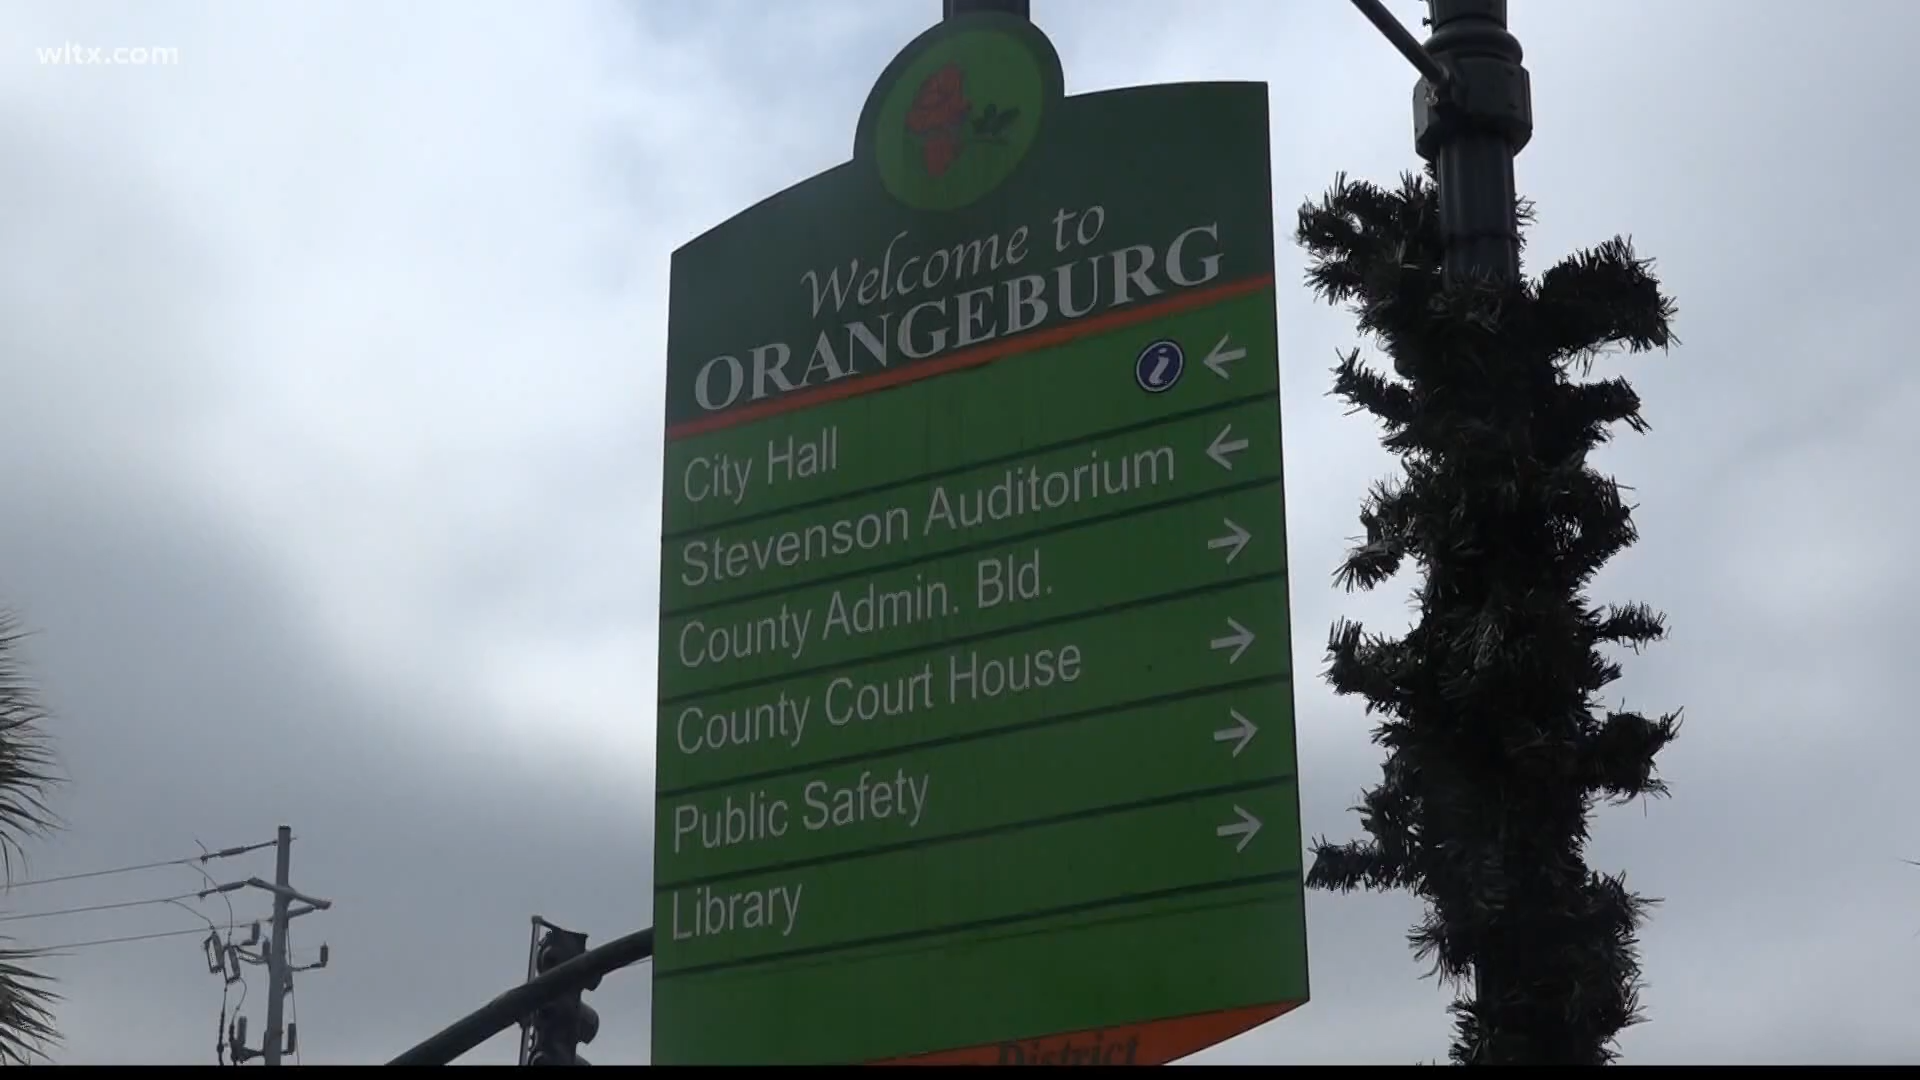 wltx.com
Welcome to
ORANGEBURG
i ←
City Hall
Stevenson Auditorium ←
County Admin. Bld. →
County Court House →
Public Safety →
Library →
District